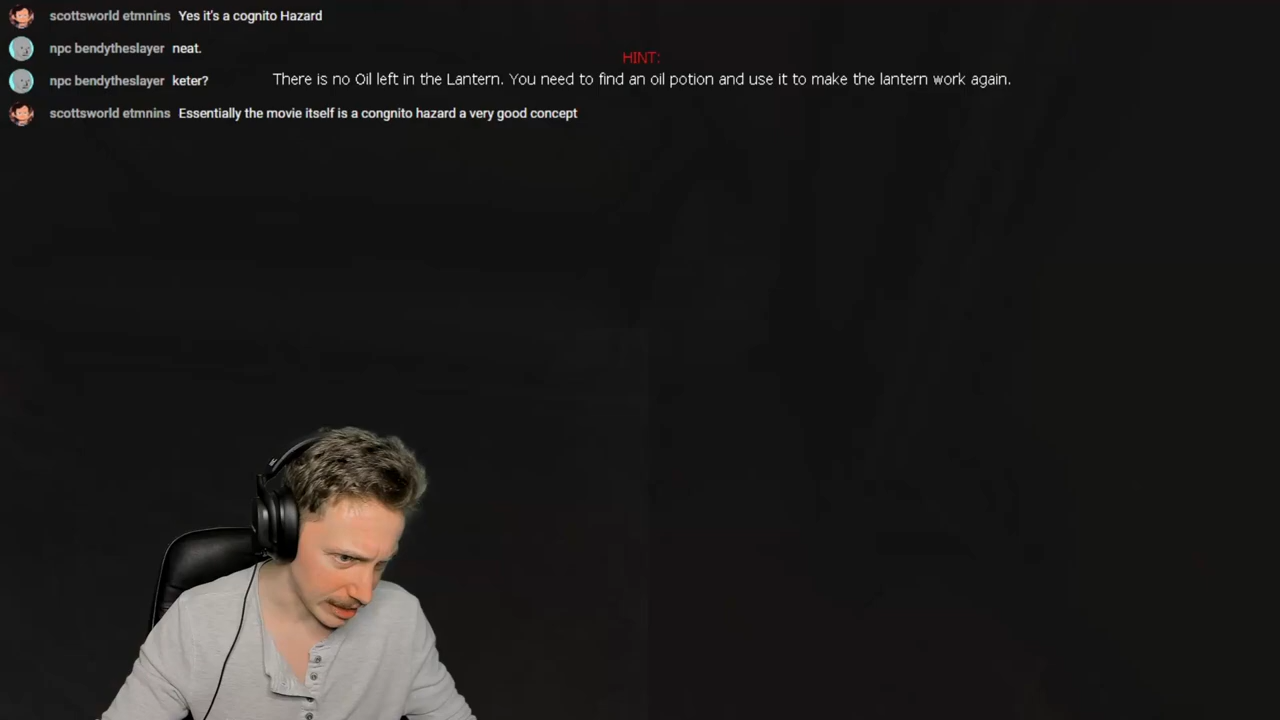 scottsworld etmnins Yes it's a cognito Hazard
npc bendytheslayer neat.
HINT:
npc bendytheslayer keter?
There is no Oil left in the Lantern. You need to find an oil potion and use it to make the lantern work again.
scottsworld etmnins Essentially the movie itself is a congnito hazard a very good concept